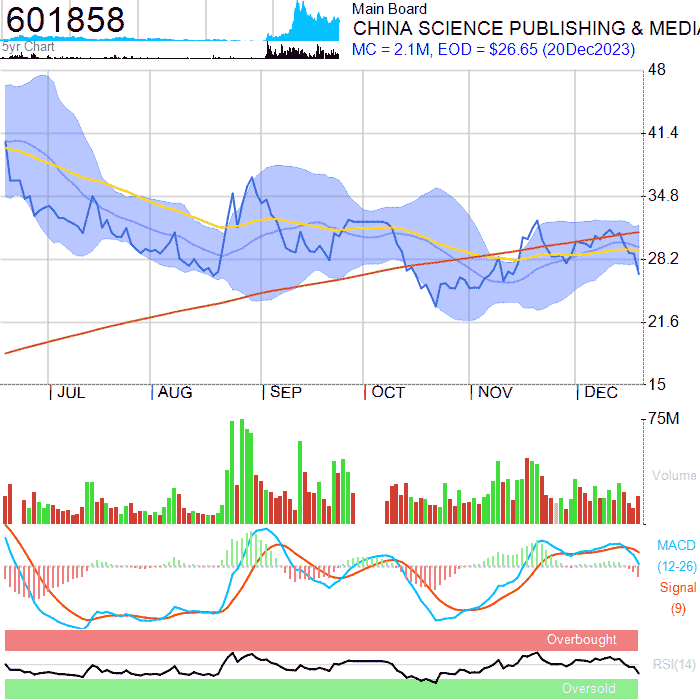 601858
5yr Chart
Main Board
CHINA SCIENCE PUBLISHING & MEDIA
MC = 2.1M, EOD = $26.65 (20Dec2023)
48
41.4
34.8
28.2
21.6
15
JUL AUG SEP OCT NOV DEC
75M
Volume
MACD
(12-26)
Signal
(9)
Overbought
RSI(14)
Oversold